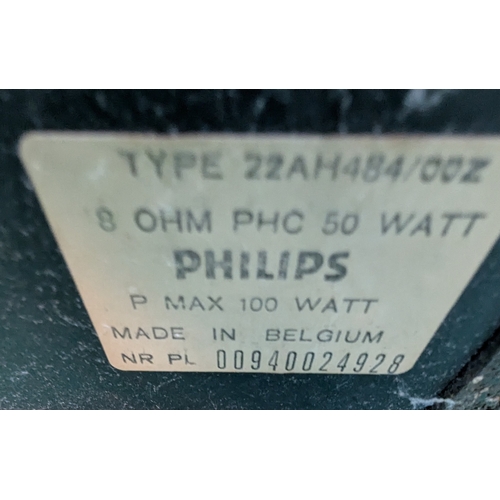 TYPE 22AH484/00Z
8 OHM PHC 50 WATT
PHILIPS
P MAX 100 WATT
MADE IN BELGIUM
NR PL 00940024928